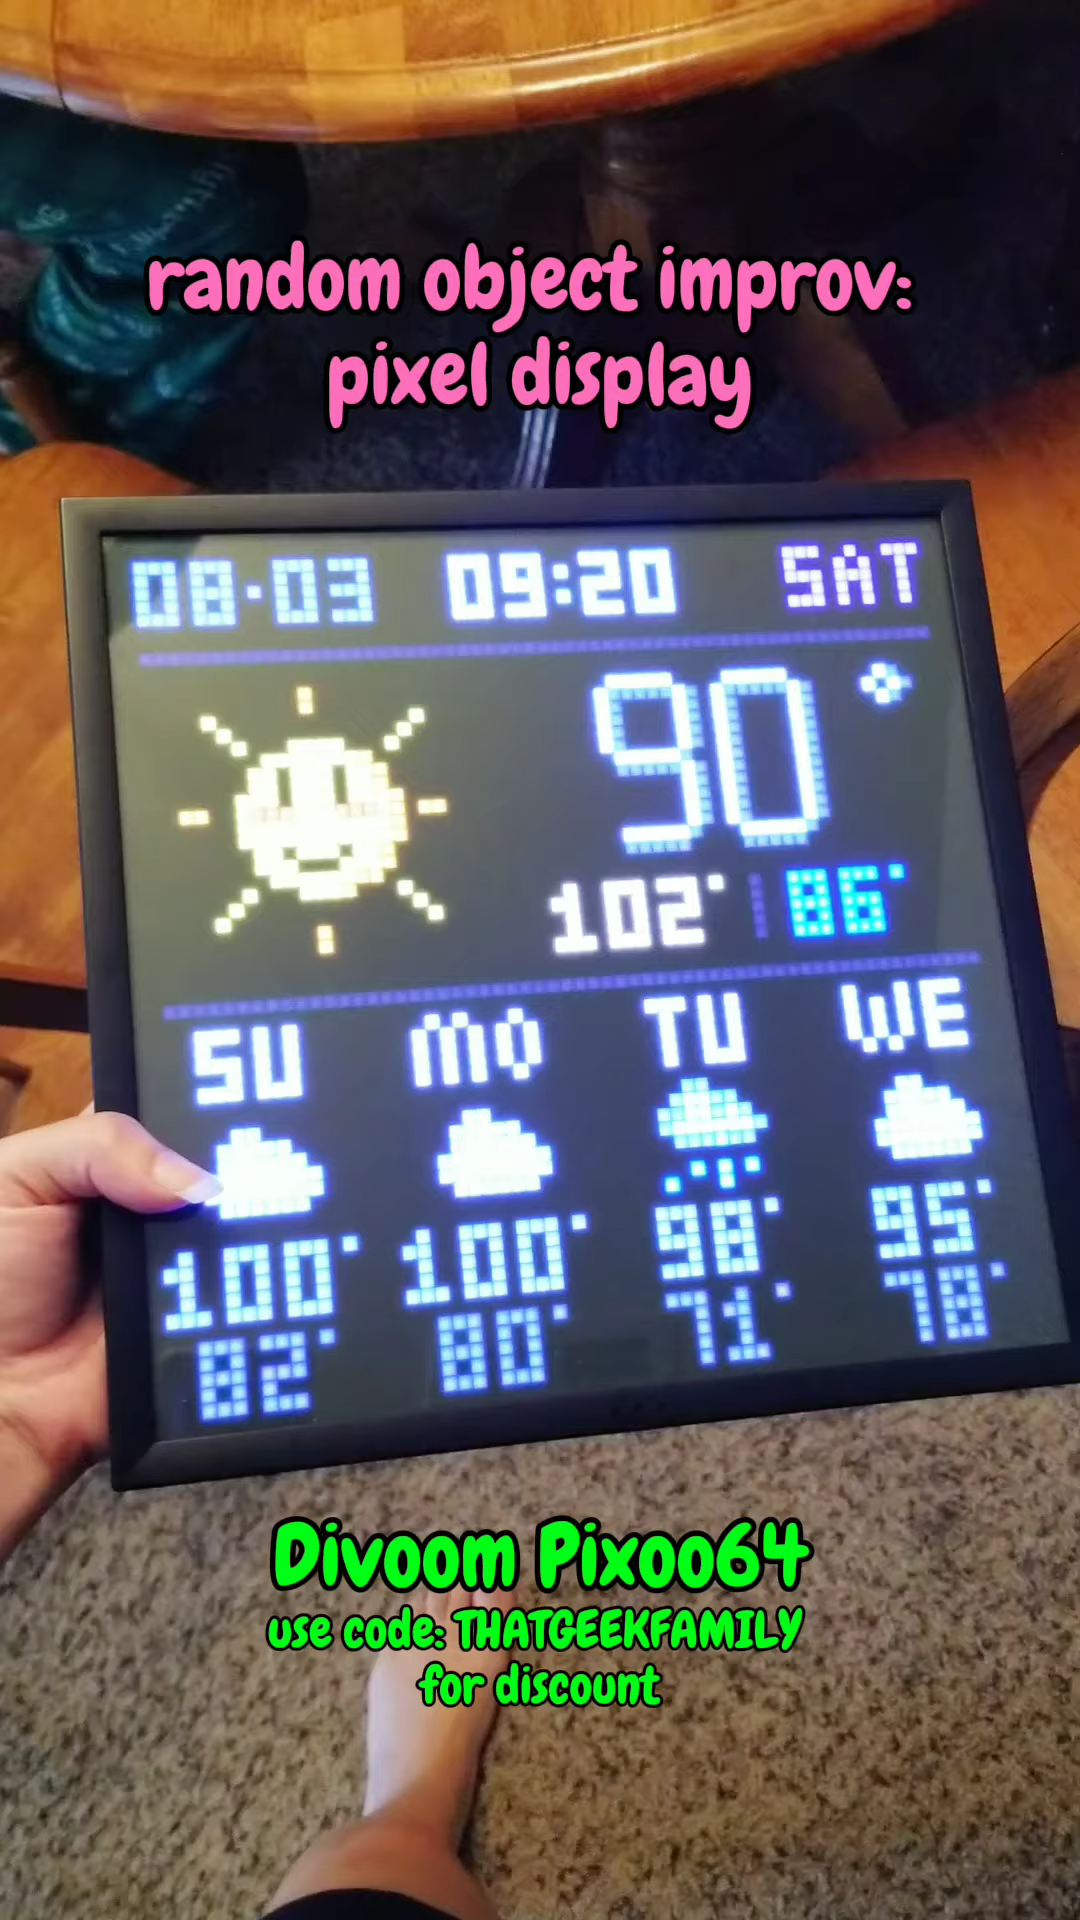 random object improv:
pixel display
08·03 09:20 SAT
90°
102° | 86°
SU MO TU WE
100° 100° 98° 95°
82° 80° 71° 78°
Divoom Pixoo64
use code: THATGEEKFAMILY
for discount